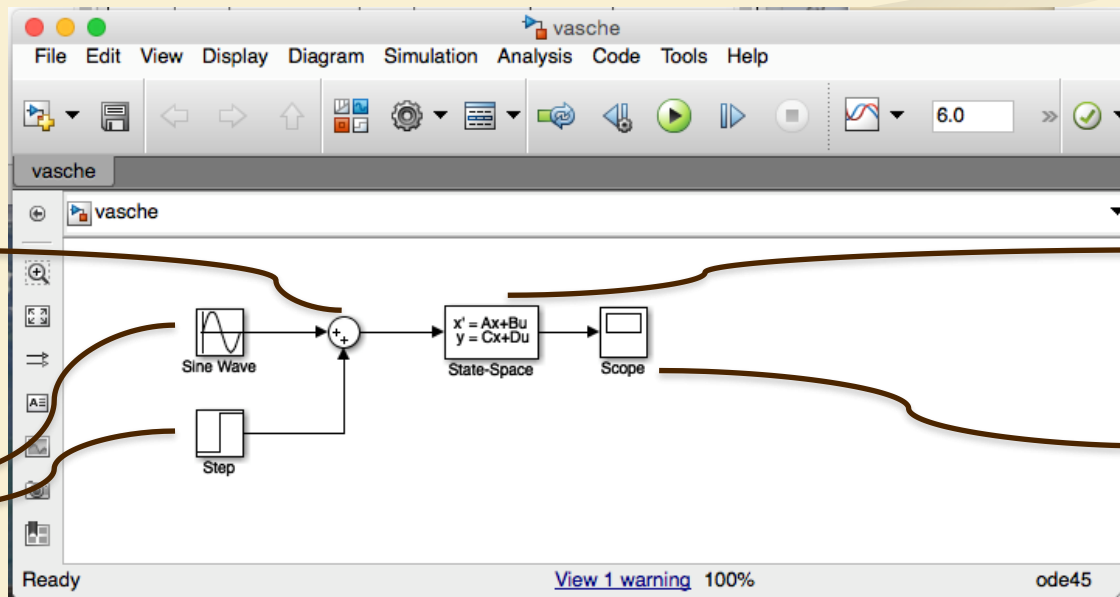 vasche
File Edit View Display Diagram Simulation Analysis Code Tools Help
6.0
vasche
vasche
x' = Ax+Bu
y = Cx+Du
Sine Wave
State-Space
Scope
Step
Ready
View 1 warning 100%
ode45